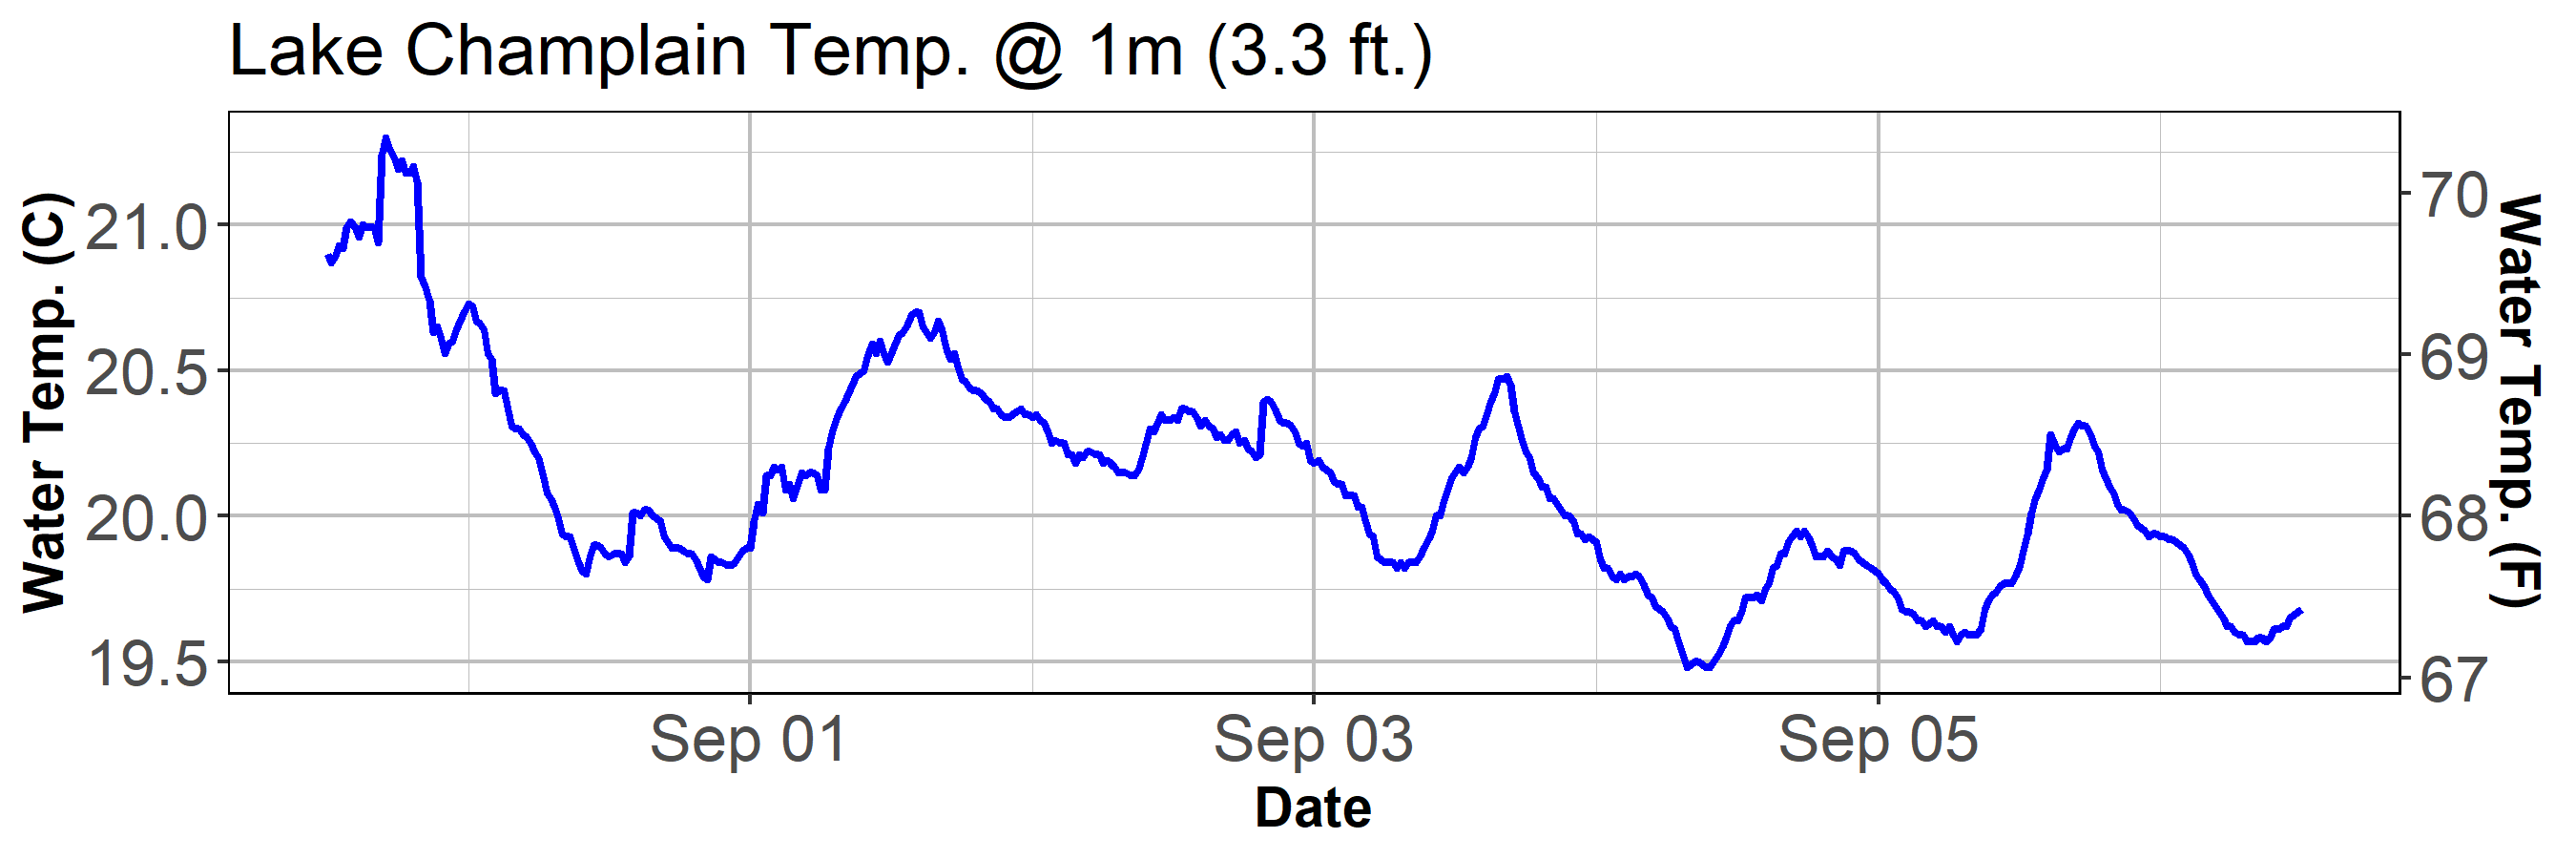 Lake Champlain Temp. @ 1m (3.3 ft.)
Water Temp. (C)
21.0
20.5
20.0
19.5
70
69
68
67
Water Temp. (F)
Sep 01 Sep 03 Sep 05
Date